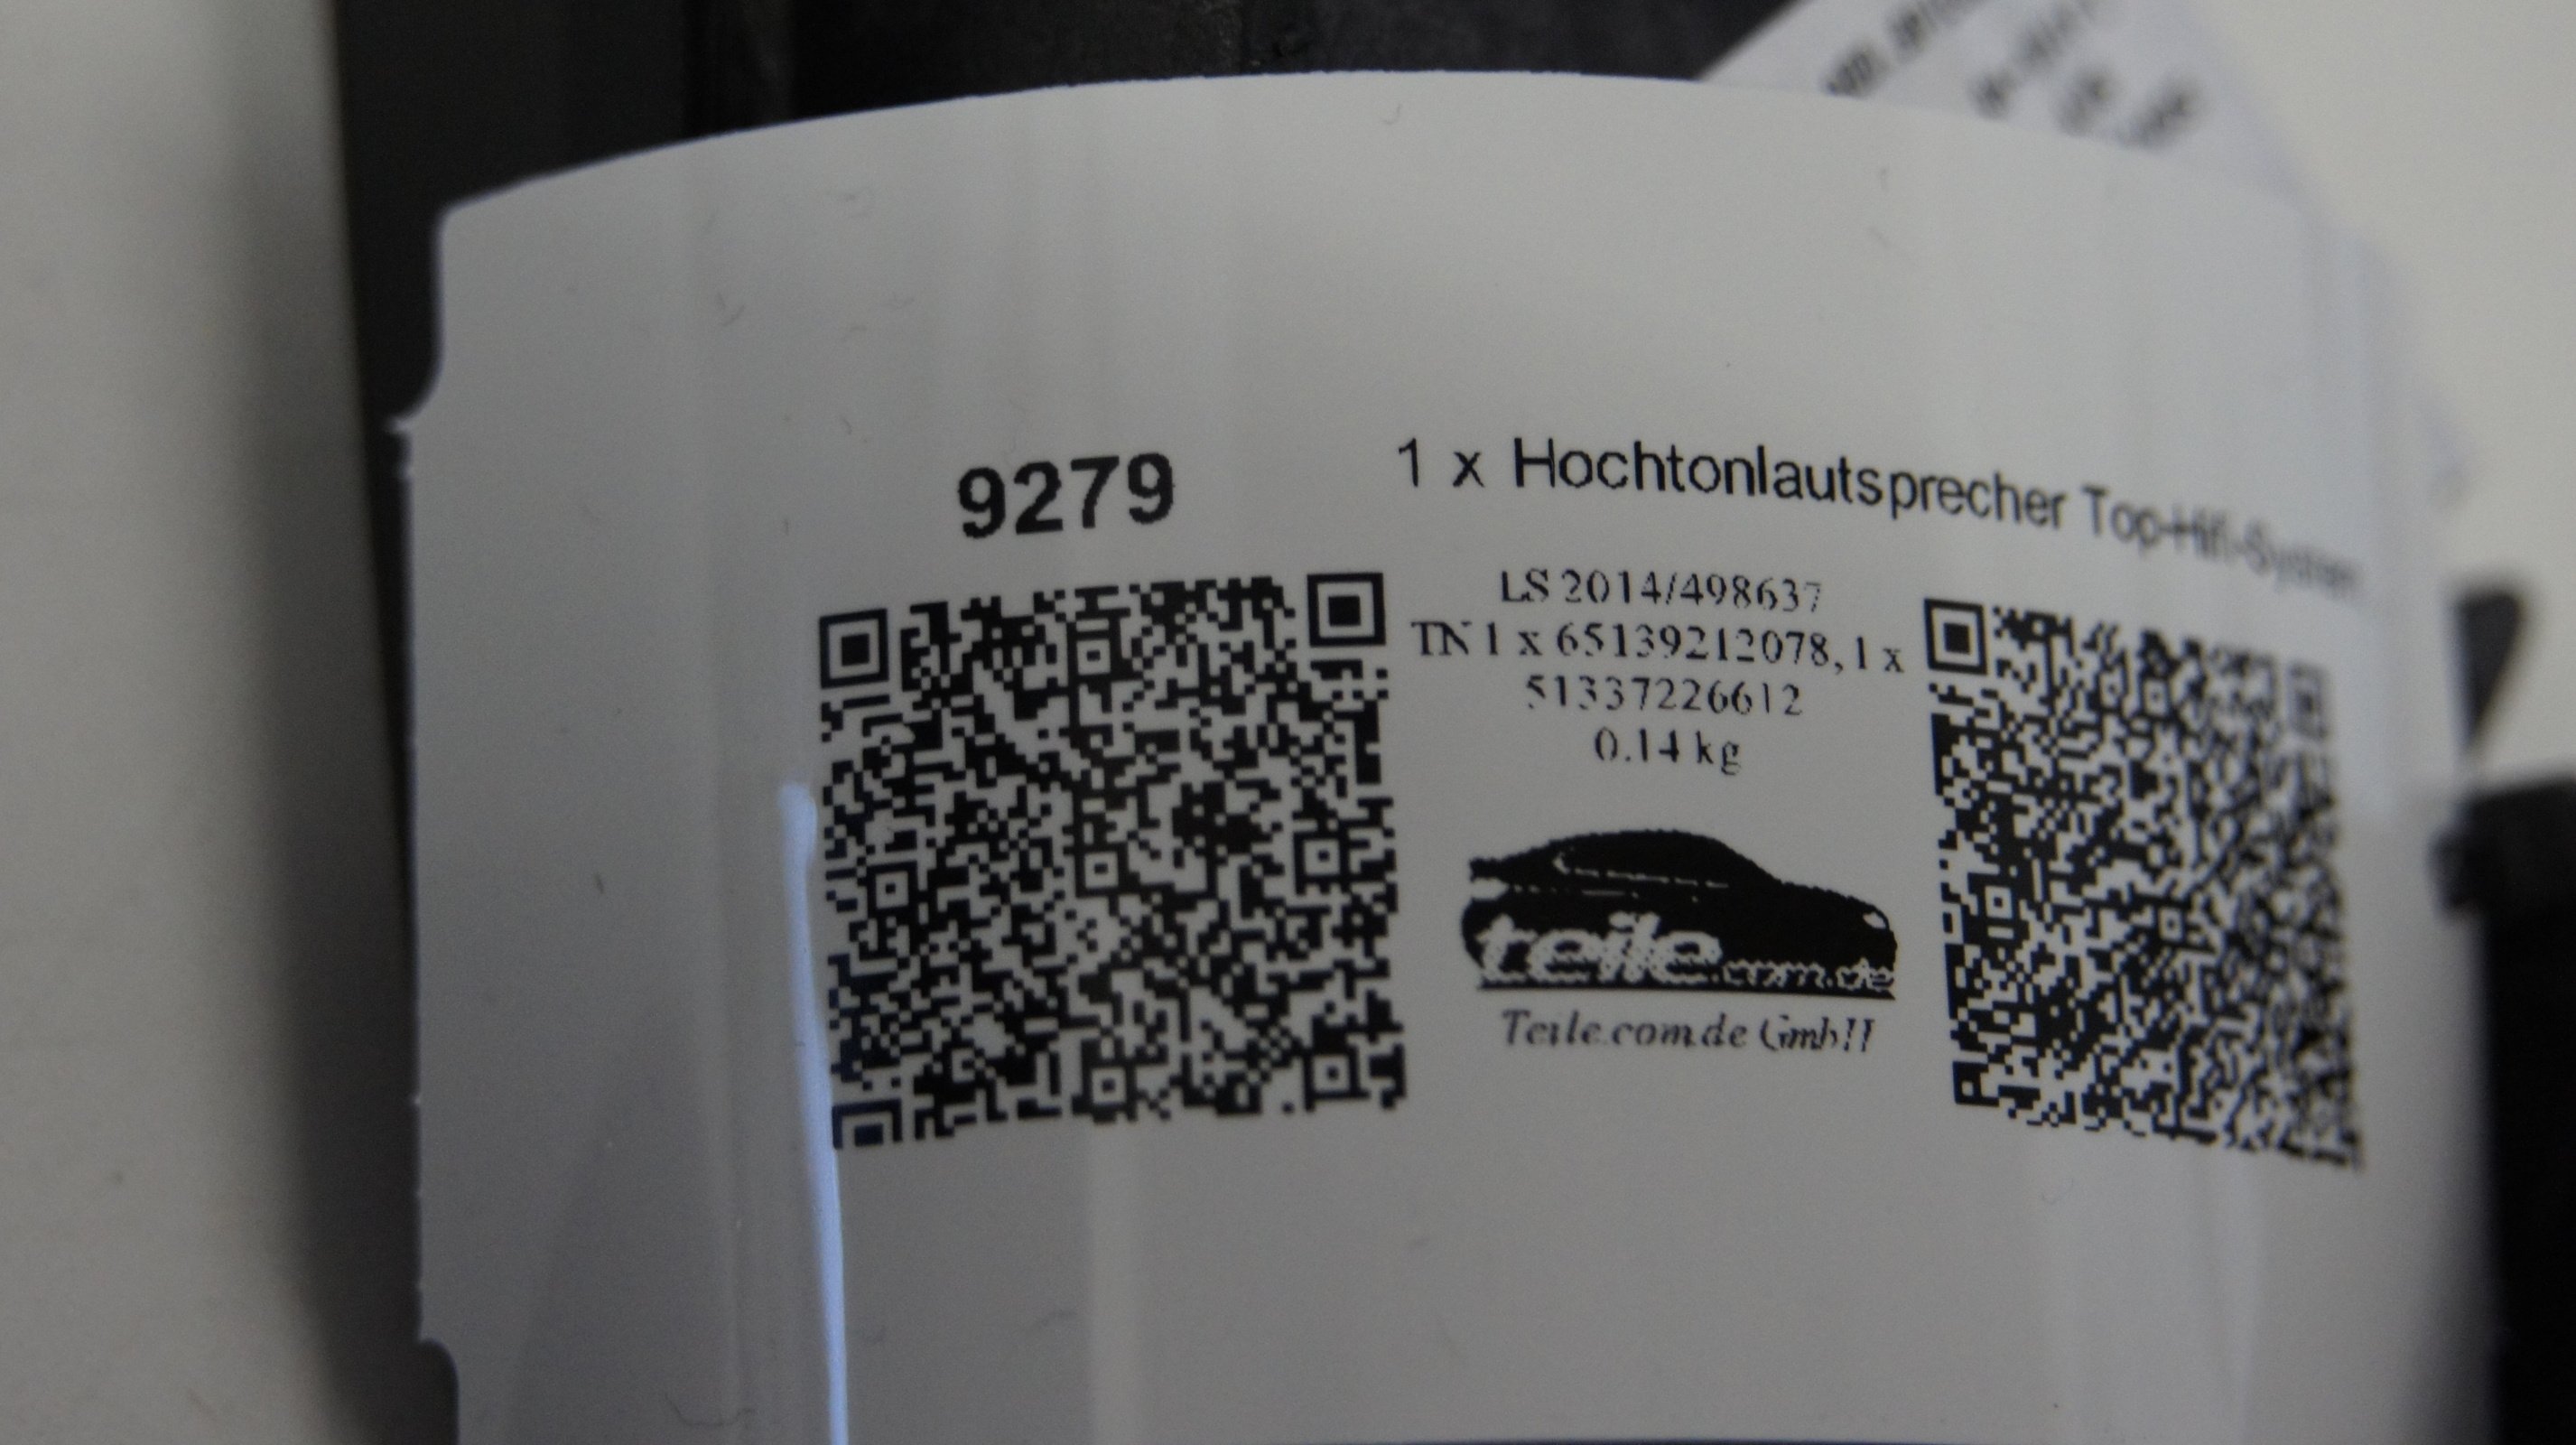 9279
1 x Hochtonlautsprecher Top-Hifi-System
LS 2014/498637
TN 1 x 65139212078, 1 x
51337226612
0.14 kg
teile.com.de
Teile.com.de GmbH